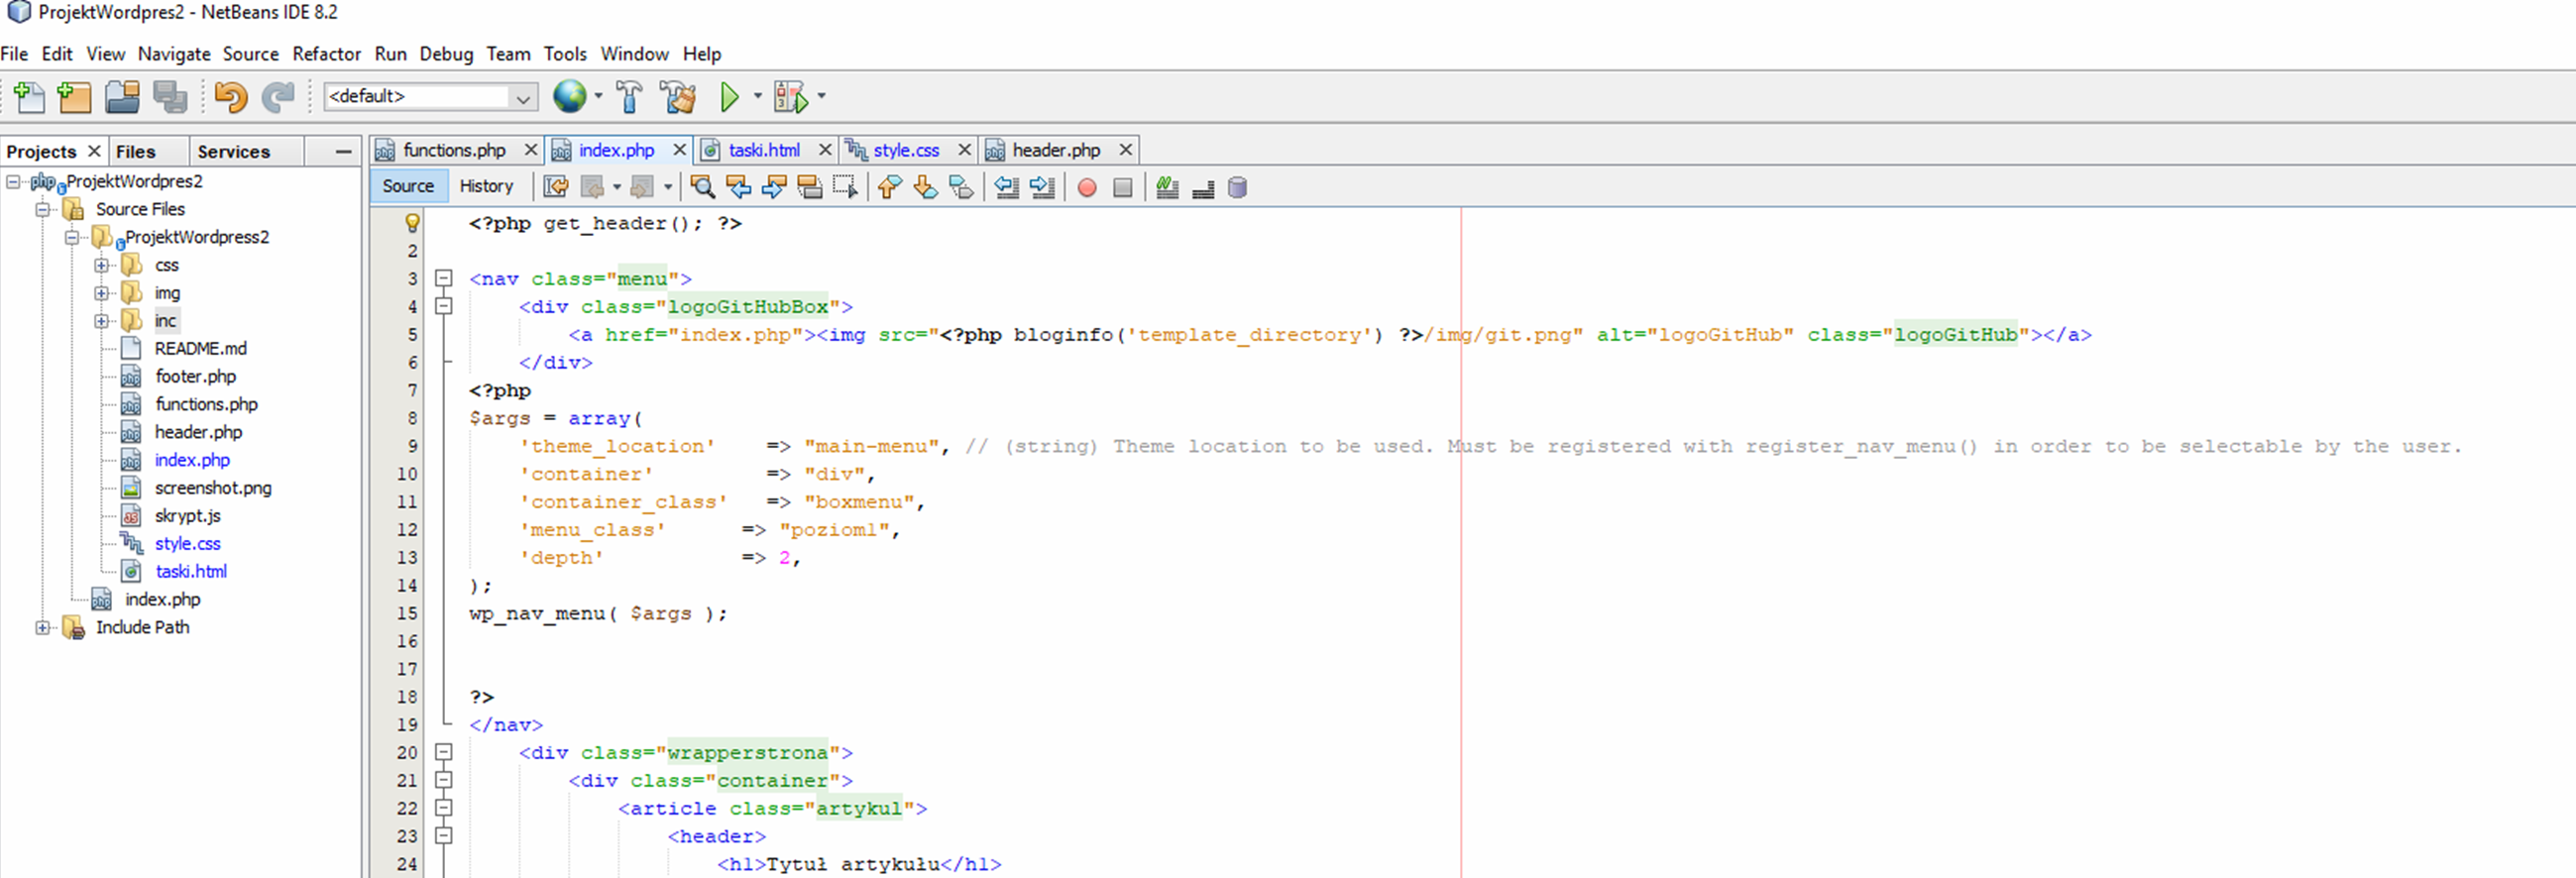 ProjektWordpres2 - NetBeans IDE 8.2
File Edit View Navigate Source Refactor Run Debug Team Tools Window Help
<default>
Projects Files Services
functions.php index.php taski.html style.css header.php
Source History
ProjektWordpres2
Source Files
ProjektWordpress2
css
img
inc
README.md
footer.php
functions.php
header.php
index.php
screenshot.png
skrypt.js
style.css
taski.html
index.php
Include Path
<?php get_header(); ?>
2
3 <nav class="menu">
4 <div class="logoGitHubBox">
5 <a href="index.php"><img src="<?php bloginfo('template_directory') ?>/img/git.png" alt="logoGitHub" class="logoGitHub"></a>
6 </div>
7 <?php
8 $args = array(
9 'theme_location' => "main-menu", // (string) Theme location to be used. Must be registered with register_nav_menu() in order to be selectable by the user.
10 'container' => "div",
11 'container_class' => "boxmenu",
12 'menu_class' => "poziom1",
13 'depth' => 2,
14 );
15 wp_nav_menu( $args );
16
17
18 ?>
19 </nav>
20 <div class="wrapperstrona">
21 <div class="container">
22 <article class="artykul">
23 <header>
24 <h1>Tytuł artykułu</h1>